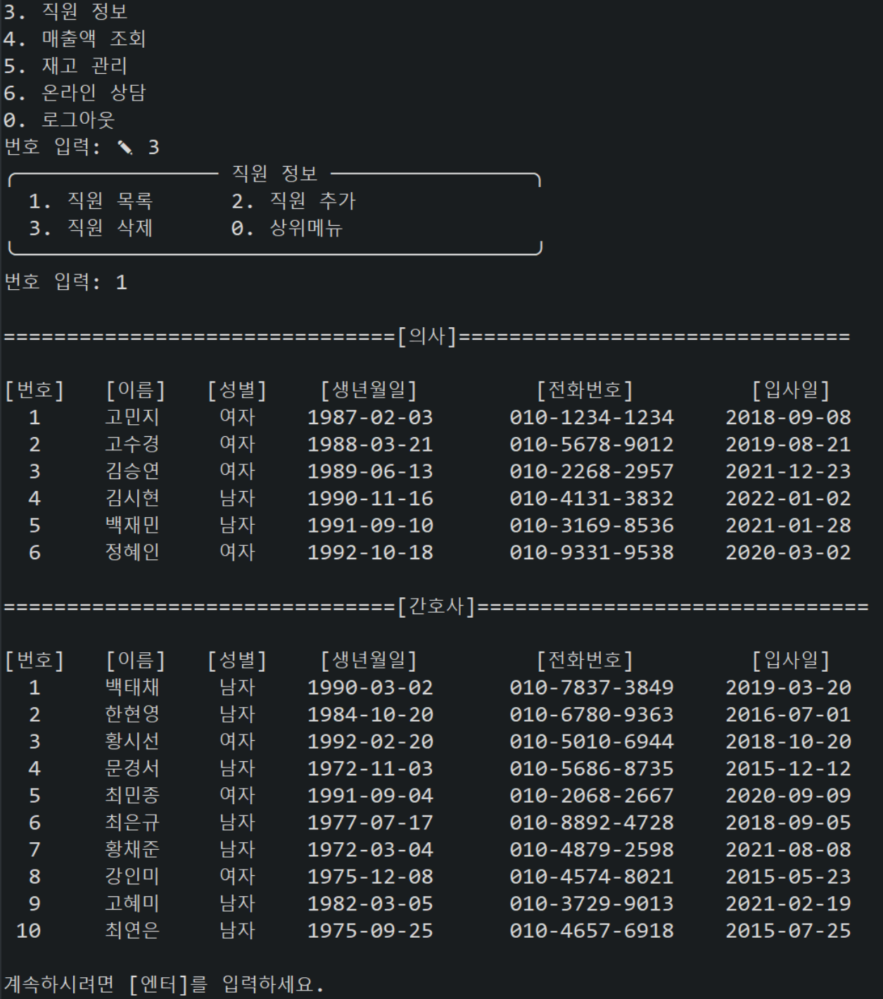 3. 직원 정보
4. 매출액 조회
5. 재고 관리
6. 온라인 상담
0. 로그아웃
번호 입력: ✎ 3
직원 정보
1. 직원 목록 2. 직원 추가
3. 직원 삭제 0. 상위메뉴
번호 입력: 1
===============================[의사]===============================
[번호] [이름] [성별] [생년월일] [전화번호] [입사일]
1 고민지 여자 1987-02-03 010-1234-1234 2018-09-08
2 고수경 여자 1988-03-21 010-5678-9012 2019-08-21
3 김승연 여자 1989-06-13 010-2268-2957 2021-12-23
4 김시현 남자 1990-11-16 010-4131-3832 2022-01-02
5 백재민 남자 1991-09-10 010-3169-8536 2021-01-28
6 정혜인 여자 1992-10-18 010-9331-9538 2020-03-02
===============================[간호사]===============================
[번호] [이름] [성별] [생년월일] [전화번호] [입사일]
1 백태채 남자 1990-03-02 010-7837-3849 2019-03-20
2 한현영 남자 1984-10-20 010-6780-9363 2016-07-01
3 황시선 여자 1992-02-20 010-5010-6944 2018-10-20
4 문경서 남자 1972-11-03 010-5686-8735 2015-12-12
5 최민종 여자 1991-09-04 010-2068-2667 2020-09-09
6 최은규 남자 1977-07-17 010-8892-4728 2018-09-05
7 황채준 남자 1972-03-04 010-4879-2598 2021-08-08
8 강인미 여자 1975-12-08 010-4574-8021 2015-05-23
9 고혜미 남자 1982-03-05 010-3729-9013 2021-02-19
10 최연은 남자 1975-09-25 010-4657-6918 2015-07-25
계속하시려면 [엔터]를 입력하세요.